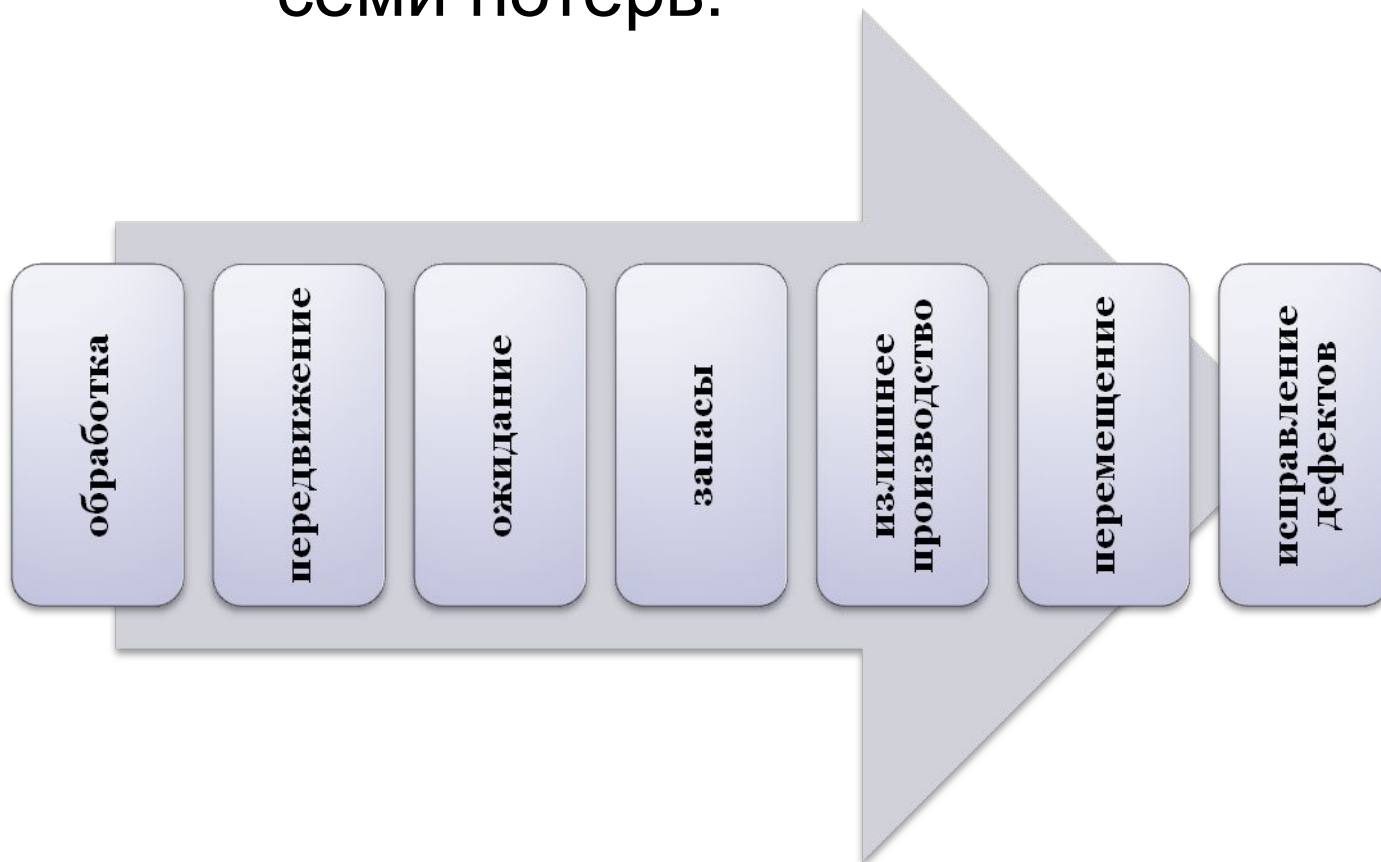 семи потерь:
обработка
передвижение
ожидание
запасы
излишнее
производство
перемещение
исправление
дефектов